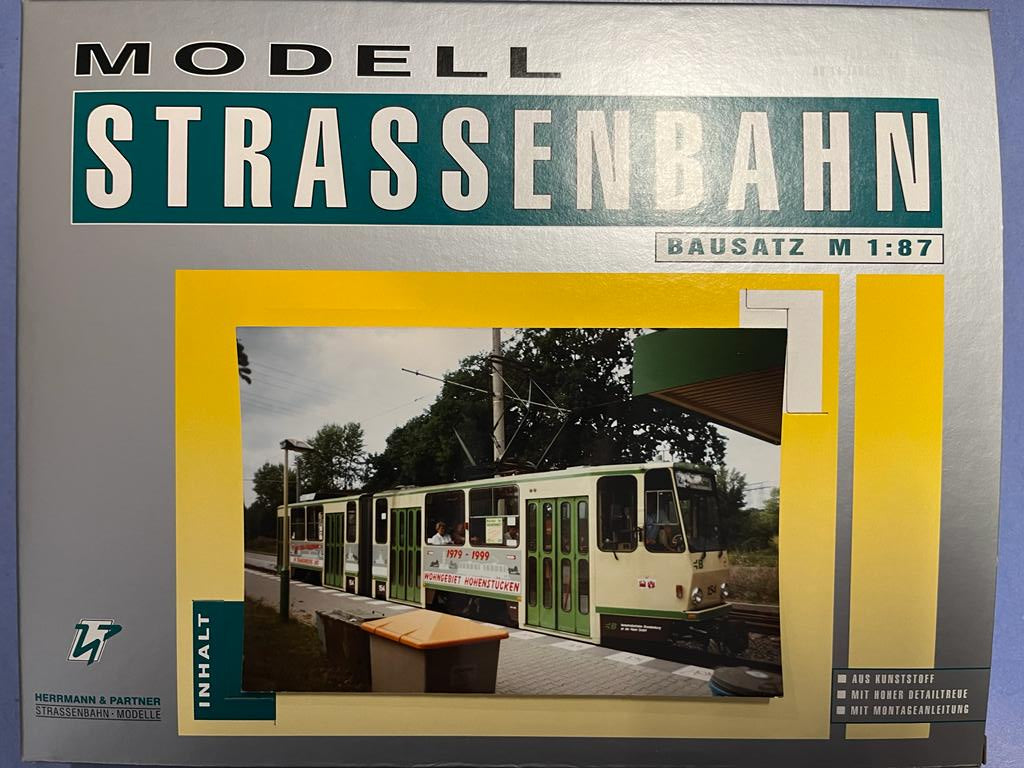 MODELL
STRASSENBAHN
BAUSATZ M 1:87
1979 - 1999
WOHNGEBIET HOHENSTÜCKEN
154
INHALT
HERRMANN & PARTNER
STRASSENBAHN · MODELLE
AUS KUNSTSTOFF
MIT HOHER DETAILTREUE
MIT MONTAGEANLEITUNG